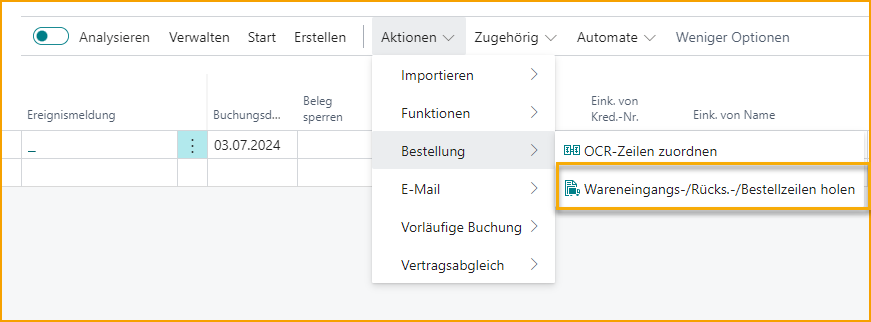 Analysieren Verwalten Start Erstellen Aktionen Zugehörig Automate Weniger Optionen
Importieren
Funktionen
Bestellung
E-Mail
Vorläufige Buchung
Vertragsabgleich
OCR-Zeilen zuordnen
Wareneingangs-/Rücks.-/Bestellzeilen holen
Ereignismeldung
Buchungsd...
Beleg
sperren
Eink. von
Kred.-Nr.
Eink. von Name
_
03.07.2024